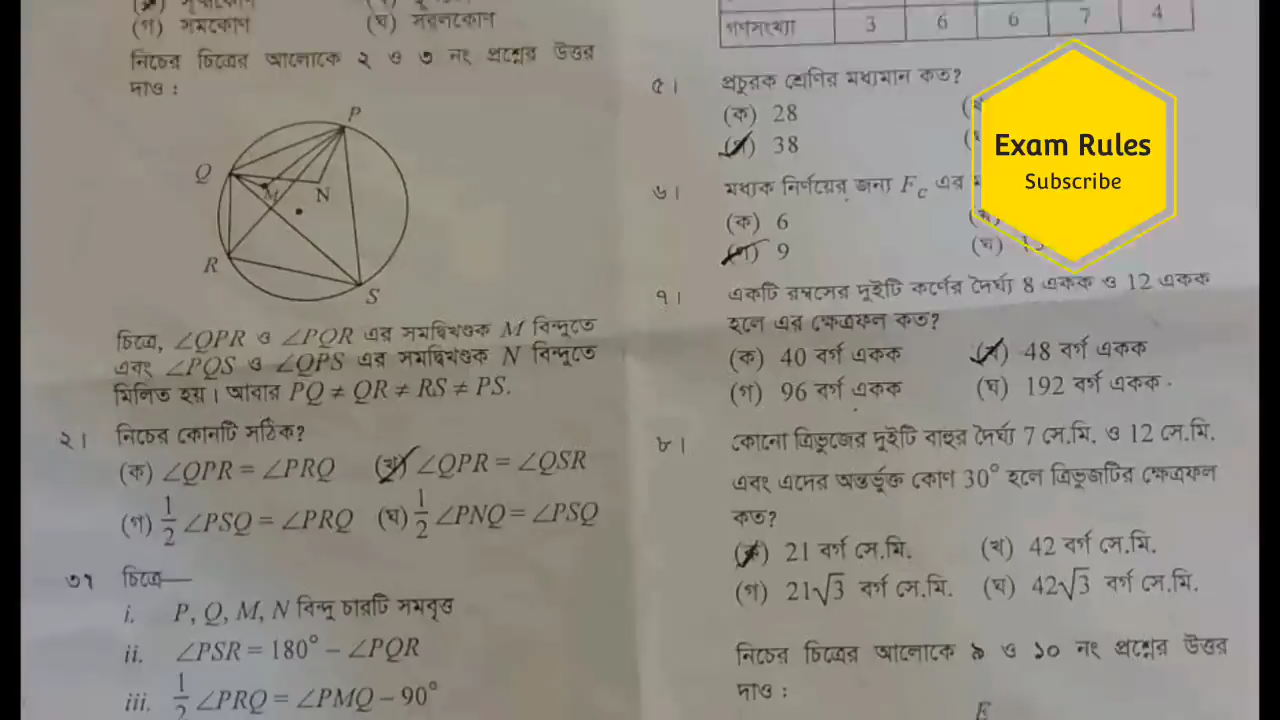 (গ) সমকোণ (ঘ) সরলকোণ
নিচের চিত্রের আলোকে ২ ও ৩ নং প্রশ্নের উত্তর
দাও :
P
Q
M
N
R
S
চিত্রে, ∠QPR ও ∠PQR এর সমদ্বিখণ্ডক M বিন্দুতে
এবং ∠PQS ও ∠QPS এর সমদ্বিখণ্ডক N বিন্দুতে
মিলিত হয়। আবার PQ ≠ QR ≠ RS ≠ PS.
২। নিচের কোনটি সঠিক?
(ক) ∠QPR = ∠PRQ (খ) ∠QPR = ∠QSR
(গ) 1/2 ∠PSQ = ∠PRQ (ঘ) 1/2 ∠PNQ = ∠PSQ
৩। চিত্রে—
i. P, Q, M, N বিন্দু চারটি সমবৃত্ত
ii. ∠PSR = 180° − ∠PQR
iii. 1/2 ∠PRQ = ∠PMQ − 90°
গণসংখ্যা 3 6 6 7 4
৫। প্রচুরক শ্রেণির মধ্যমান কত?
(ক) 28
(গ) 38
৬। মধ্যক নির্ণয়ের জন্য F_c এর
(ক) 6
(গ) 9 (ঘ)
৭। একটি রম্বসের দুইটি কর্ণের দৈর্ঘ্য 8 একক ও 12 একক
হলে এর ক্ষেত্রফল কত?
(ক) 40 বর্গ একক (খ) 48 বর্গ একক
(গ) 96 বর্গ একক (ঘ) 192 বর্গ একক
৮। কোনো ত্রিভুজের দুইটি বাহুর দৈর্ঘ্য 7 সে.মি. ও 12 সে.মি.
এবং এদের অন্তর্ভুক্ত কোণ 30° হলে ত্রিভুজটির ক্ষেত্রফল
কত?
(ক) 21 বর্গ সে.মি. (খ) 42 বর্গ সে.মি.
(গ) 21√3 বর্গ সে.মি. (ঘ) 42√3 বর্গ সে.মি.
নিচের চিত্রের আলোকে ৯ ও ১০ নং প্রশ্নের উত্তর
দাও :
E
Exam Rules
Subscribe